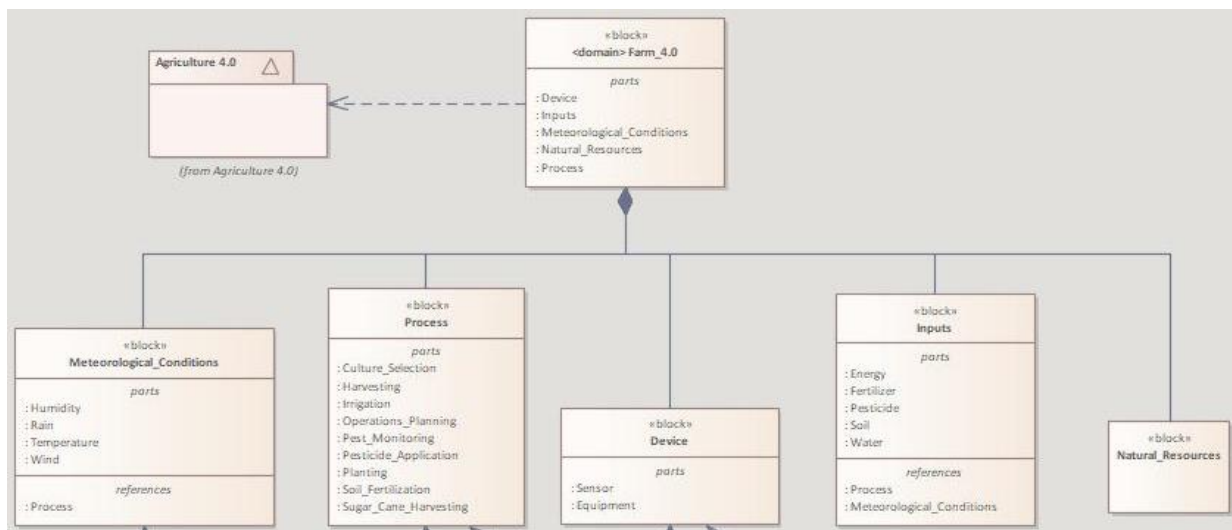 «block»
<domain> Farm_4.0
parts
: Device
: Inputs
: Meteorological_Conditions
: Natural_Resources
: Process
Agriculture 4.0
(from Agriculture 4.0)
«block»
Meteorological_Conditions
parts
: Humidity
: Rain
: Temperature
: Wind
references
: Process
«block»
Process
parts
: Culture_Selection
: Harvesting
: Irrigation
: Operations_Planning
: Pest_Monitoring
: Pesticide_Application
: Planting
: Soil_Fertilization
: Sugar_Cane_Harvesting
«block»
Device
parts
: Sensor
: Equipment
«block»
Inputs
parts
: Energy
: Fertilizer
: Pesticide
: Soil
: Water
references
: Process
: Meteorological_Conditions
«block»
Natural_Resources